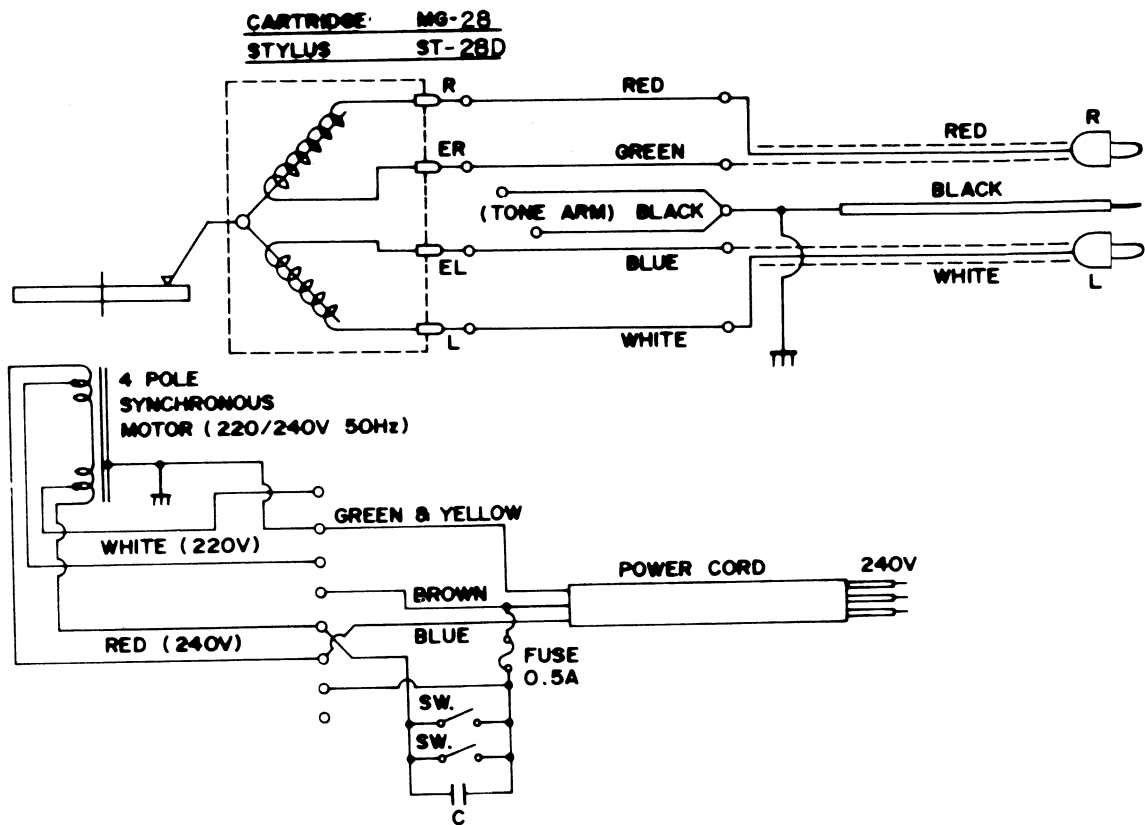 CARTRIDGE MG-28
STYLUS ST-28D
R
RED
R
RED
ER
GREEN
BLACK
(TONE ARM) BLACK
EL
BLUE
WHITE
L
L
WHITE
4 POLE
SYNCHRONOUS
MOTOR (220/240V 50Hz)
GREEN & YELLOW
WHITE (220V)
POWER CORD
240V
BROWN
RED (240V)
BLUE
FUSE
0.5A
SW.
SW.
C